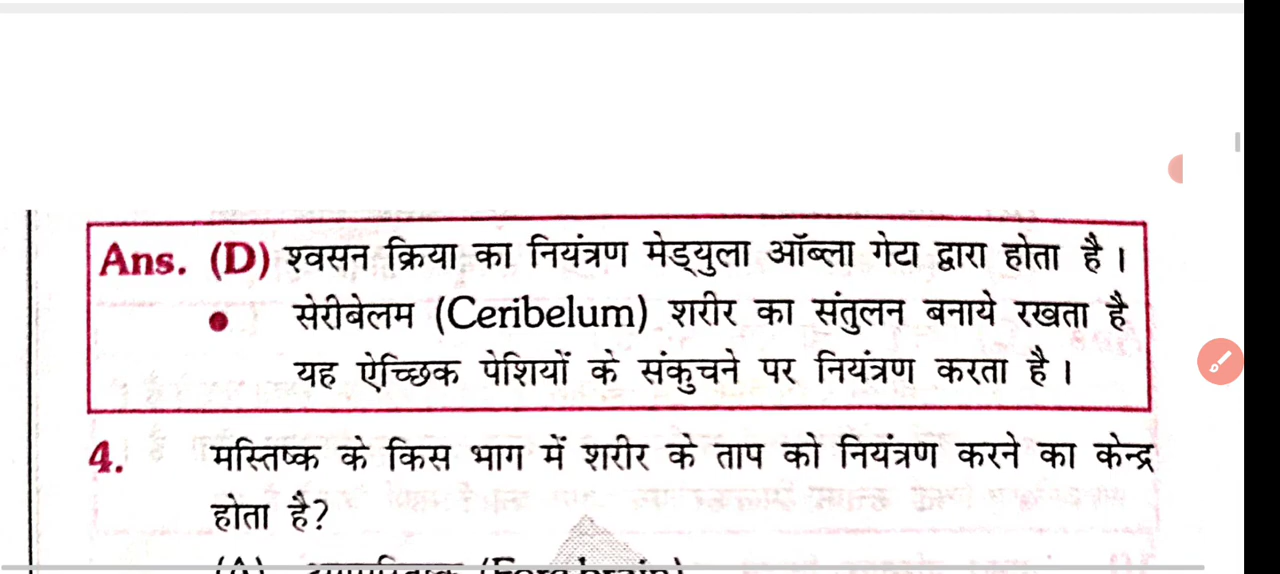 Ans. (D) श्वसन क्रिया का नियंत्रण मेड्युला ऑब्ला गेटा द्वारा होता है।
• सेरीबेलम (Ceribelum) शरीर का संतुलन बनाये रखता है
यह ऐच्छिक पेशियों के संकुचने पर नियंत्रण करता है।
4. मस्तिष्क के किस भाग में शरीर के ताप को नियंत्रण करने का केन्द्र
होता है?